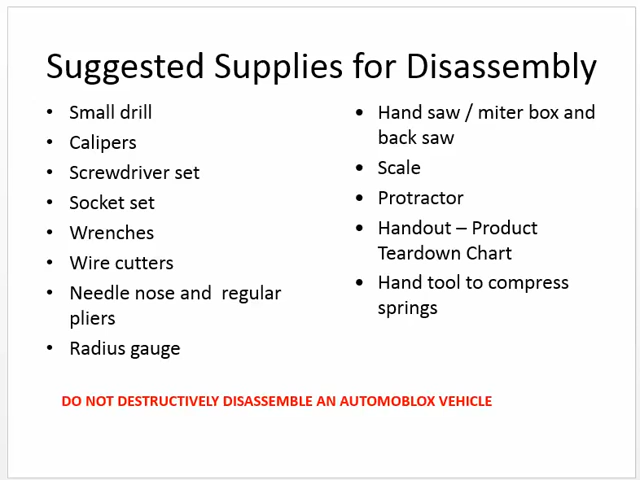 Suggested Supplies for Disassembly
• Small drill
• Calipers
• Screwdriver set
• Socket set
• Wrenches
• Wire cutters
• Needle nose and  regular
pliers
• Radius gauge
• Hand saw / miter box and
back saw
• Scale
• Protractor
• Handout – Product
Teardown Chart
• Hand tool to compress
springs
DO NOT DESTRUCTIVELY DISASSEMBLE AN AUTOMOBLOX VEHICLE